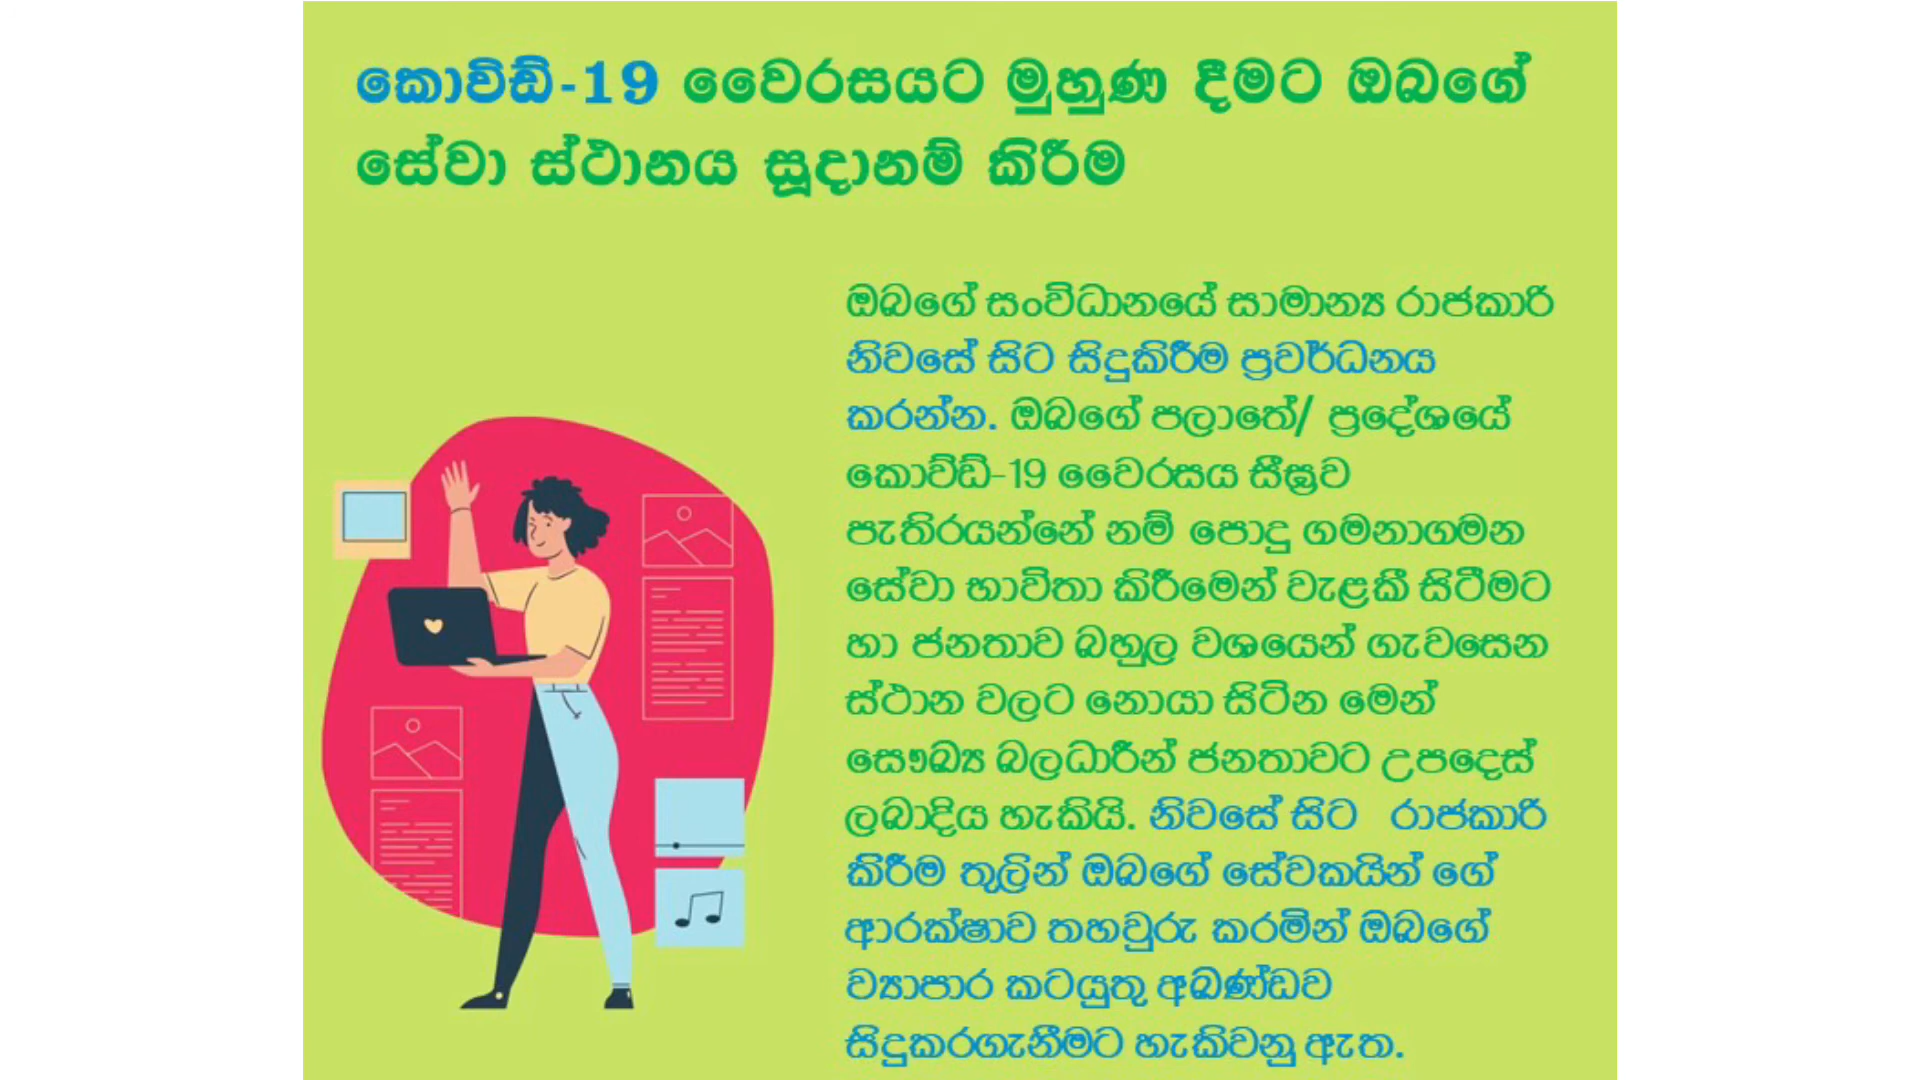 කොවිඩ්-19 වෛරසයට මුහුණ දීමට ඔබගේ
සේවා ස්ථානය සූදානම් කිරීම
ඔබගේ සංවිධානයේ සාමාන්‍ය රාජකාරි
නිවසේ සිට සිදුකිරීම ප්‍රවර්ධනය
කරන්න. ඔබගේ පලාතේ/ ප්‍රදේශයේ
කොවිඩ්-19 වෛරසය සීඝ්‍රව
පැතිරයන්නේ නම් පොදු ගමනාගමන
සේවා භාවිතා කිරීමෙන් වැළකී සිටීමට
හා ජනතාව බහුල වශයෙන් ගැවසෙන
ස්ථාන වලට නොයා සිටින මෙන්
සෞඛ්‍ය බලධාරීන් ජනතාවට උපදෙස්
ලබාදිය හැකියි. නිවසේ සිට රාජකාරි
කිරීම තුලින් ඔබගේ සේවකයින් ගේ
ආරක්ෂාව තහවුරු කරමින් ඔබගේ
ව්‍යාපාර කටයුතු අඛණ්ඩව
සිදුකරගැනීමට හැකිවනු ඇත.